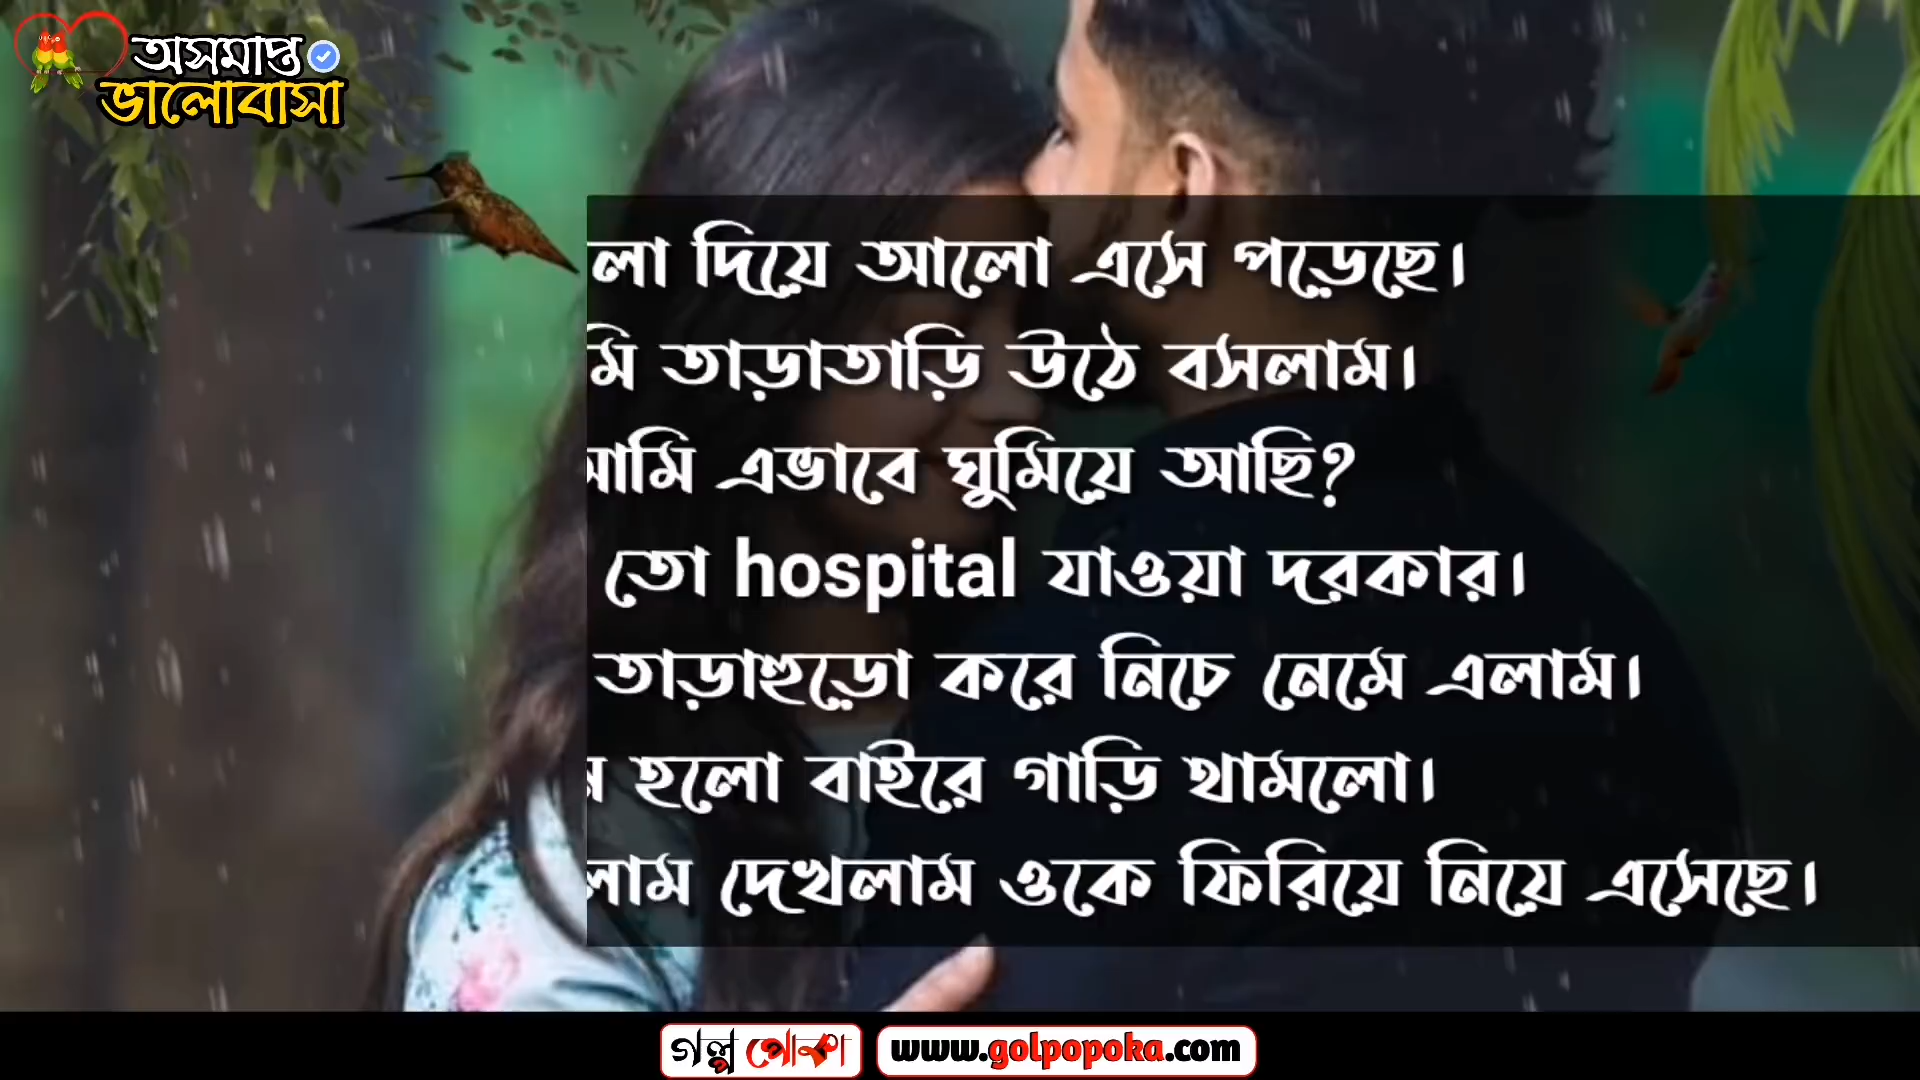 অসমাপ্ত
ভালোবাসা
দিয়ে আলো এসে পড়েছে।
তাড়াতাড়ি উঠে বসলাম।
এভাবে ঘুমিয়ে আছি?
তো hospital যাওয়া দরকার।
তাড়াহুড়ো করে নিচে নেমে এলাম।
হলো বাইরে গাড়ি থামলো।
দেখলাম ওকে ফিরিয়ে নিয়ে এসেছে।
গল্প পোকা www.golpopoka.com